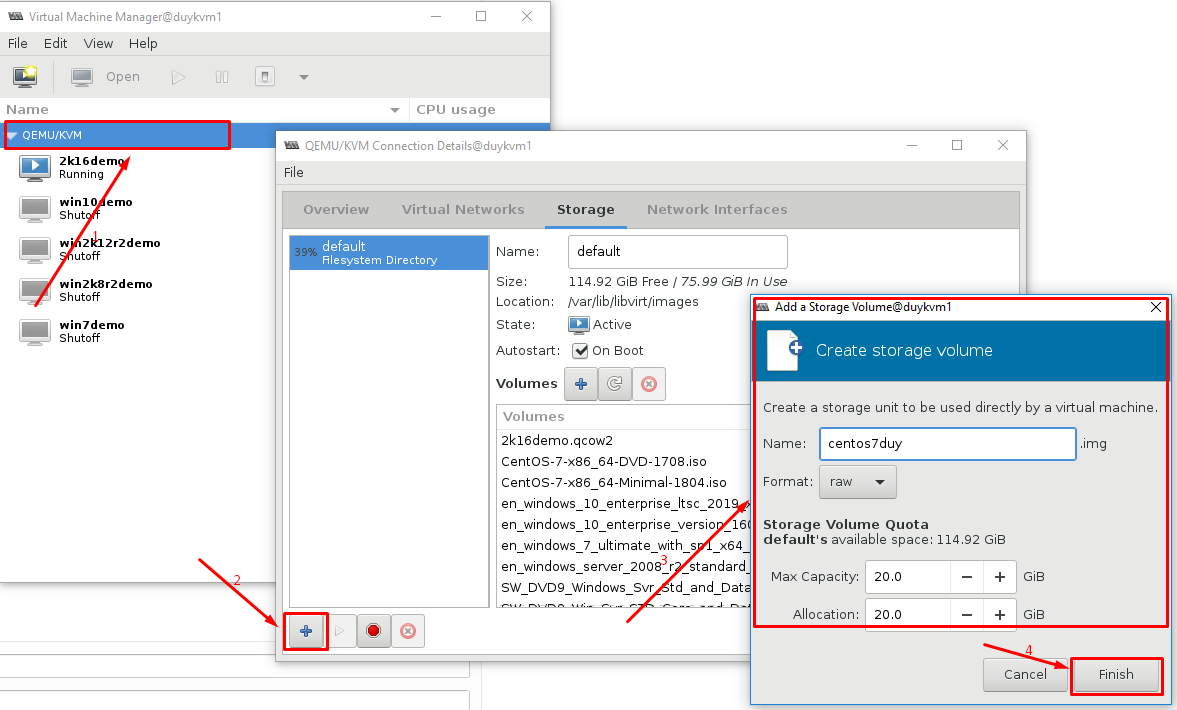 Virtual Machine Manager@duykvm1
File Edit View Help
Open
Name CPU usage
QEMU/KVM
2k16demo
Running
win10demo
Shutoff
win2k12r2demo
Shutoff
win2k8r2demo
Shutoff
win7demo
Shutoff
1
QEMU/KVM Connection Details@duykvm1
File
Overview Virtual Networks Storage Network Interfaces
39% default
Filesystem Directory
Name: default
Size: 114.92 GiB Free / 75.99 GiB In Use
Location: /var/lib/libvirt/images
State: Active
Autostart: On Boot
Volumes
Volumes
2k16demo.qcow2
CentOS-7-x86_64-DVD-1708.iso
CentOS-7-x86_64-Minimal-1804.iso
en_windows_10_enterprise_ltsc_2019_x
en_windows_10_enterprise_version_160
en_windows_7_ultimate_with_sp1_x64_
en_windows_server_2008_r2_standard_
SW_DVD9_Windows_Svr_Std_and_Data
2
3
Add a Storage Volume@duykvm1
Create storage volume
Create a storage unit to be used directly by a virtual machine.
Name: centos7duy .img
Format: raw
Storage Volume Quota
default's available space: 114.92 GiB
Max Capacity: 20.0 − + GiB
Allocation: 20.0 − + GiB
4
Cancel Finish